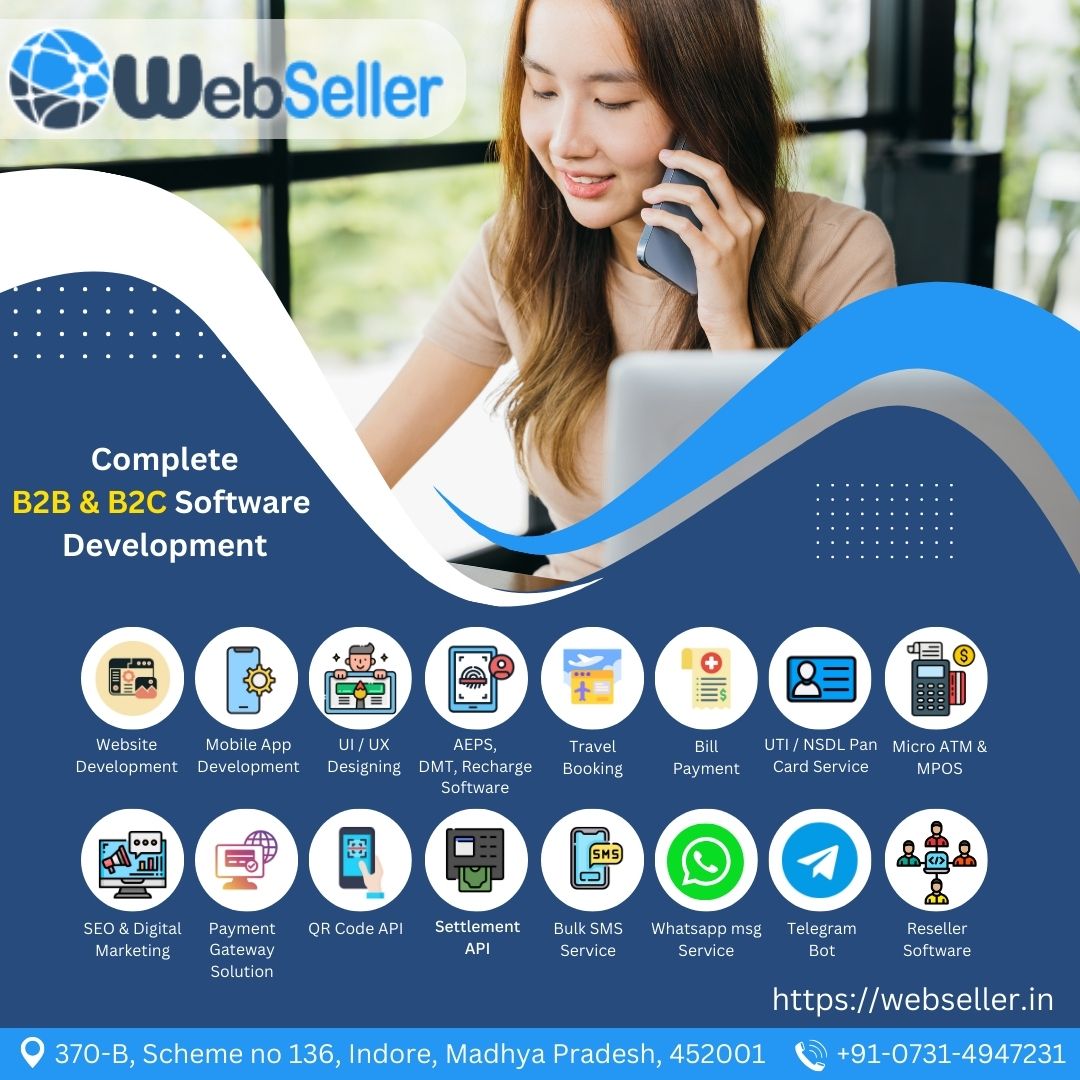 WebSeller
Complete
B2B & B2C Software
Development
Website
Development
Mobile App
Development
UI / UX
Designing
AEPS,
DMT, Recharge
Software
Travel
Booking
Bill
Payment
UTI / NSDL Pan
Card Service
Micro ATM &
MPOS
SEO & Digital
Marketing
Payment
Gateway
Solution
QR Code API
Settlement
API
SMS
Bulk SMS
Service
Whatsapp msg
Service
Telegram
Bot
Reseller
Software
https://webseller.in
370-B, Scheme no 136, Indore, Madhya Pradesh, 452001
+91-0731-4947231